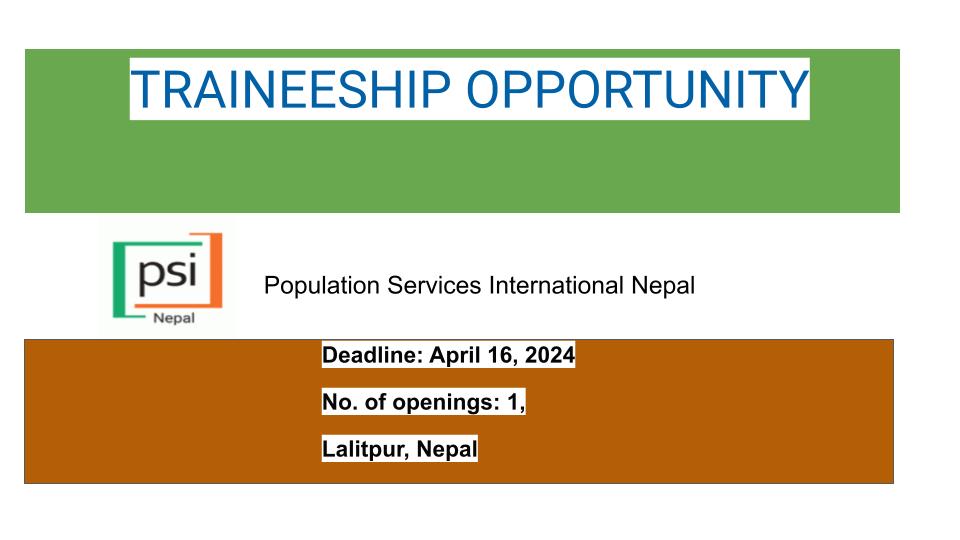 TRAINEESHIP OPPORTUNITY
psi
Nepal
Population Services International Nepal
Deadline: April 16, 2024
No. of openings: 1,
Lalitpur, Nepal